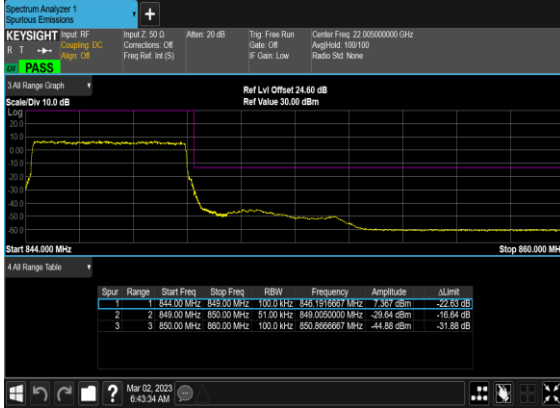 Spectrum Analyzer 1
Spurious Emissions
KEYSIGHT Input: RF Input Z: 50 Ω Atten: 20 dB Trig: Free Run Center Freq: 22.005000000 GHz
R T Coupling: DC Corrections: Off Gate: Off Avg|Hold: 100/100
Align: Off Freq Ref: Int (S) IF Gain: Low Radio Std: None
PASS
3 All Range Graph
Ref Lvl Offset 24.60 dB
Scale/Div 10.0 dB Ref Value 30.00 dBm
Log
20.0
10.0
0.00
-10.0
-20.0
-30.0
-40.0
-50.0
-60.0
Start 844.000 MHz Stop 860.000 MH
4 All Range Table
Spur Range Start Freq Stop Freq RBW Frequency Amplitude ΔLimit
1 1 844.00 MHz 849.00 MHz 100.0 kHz 846.1916667 MHz 7.367 dBm -22.63 dB
2 2 849.00 MHz 850.00 MHz 51.00 kHz 849.0050000 MHz -29.64 dBm -16.64 dB
3 3 850.00 MHz 860.00 MHz 100.0 kHz 850.8666667 MHz -44.88 dBm -31.88 dB
Mar 02, 2023
6:43:34 AM